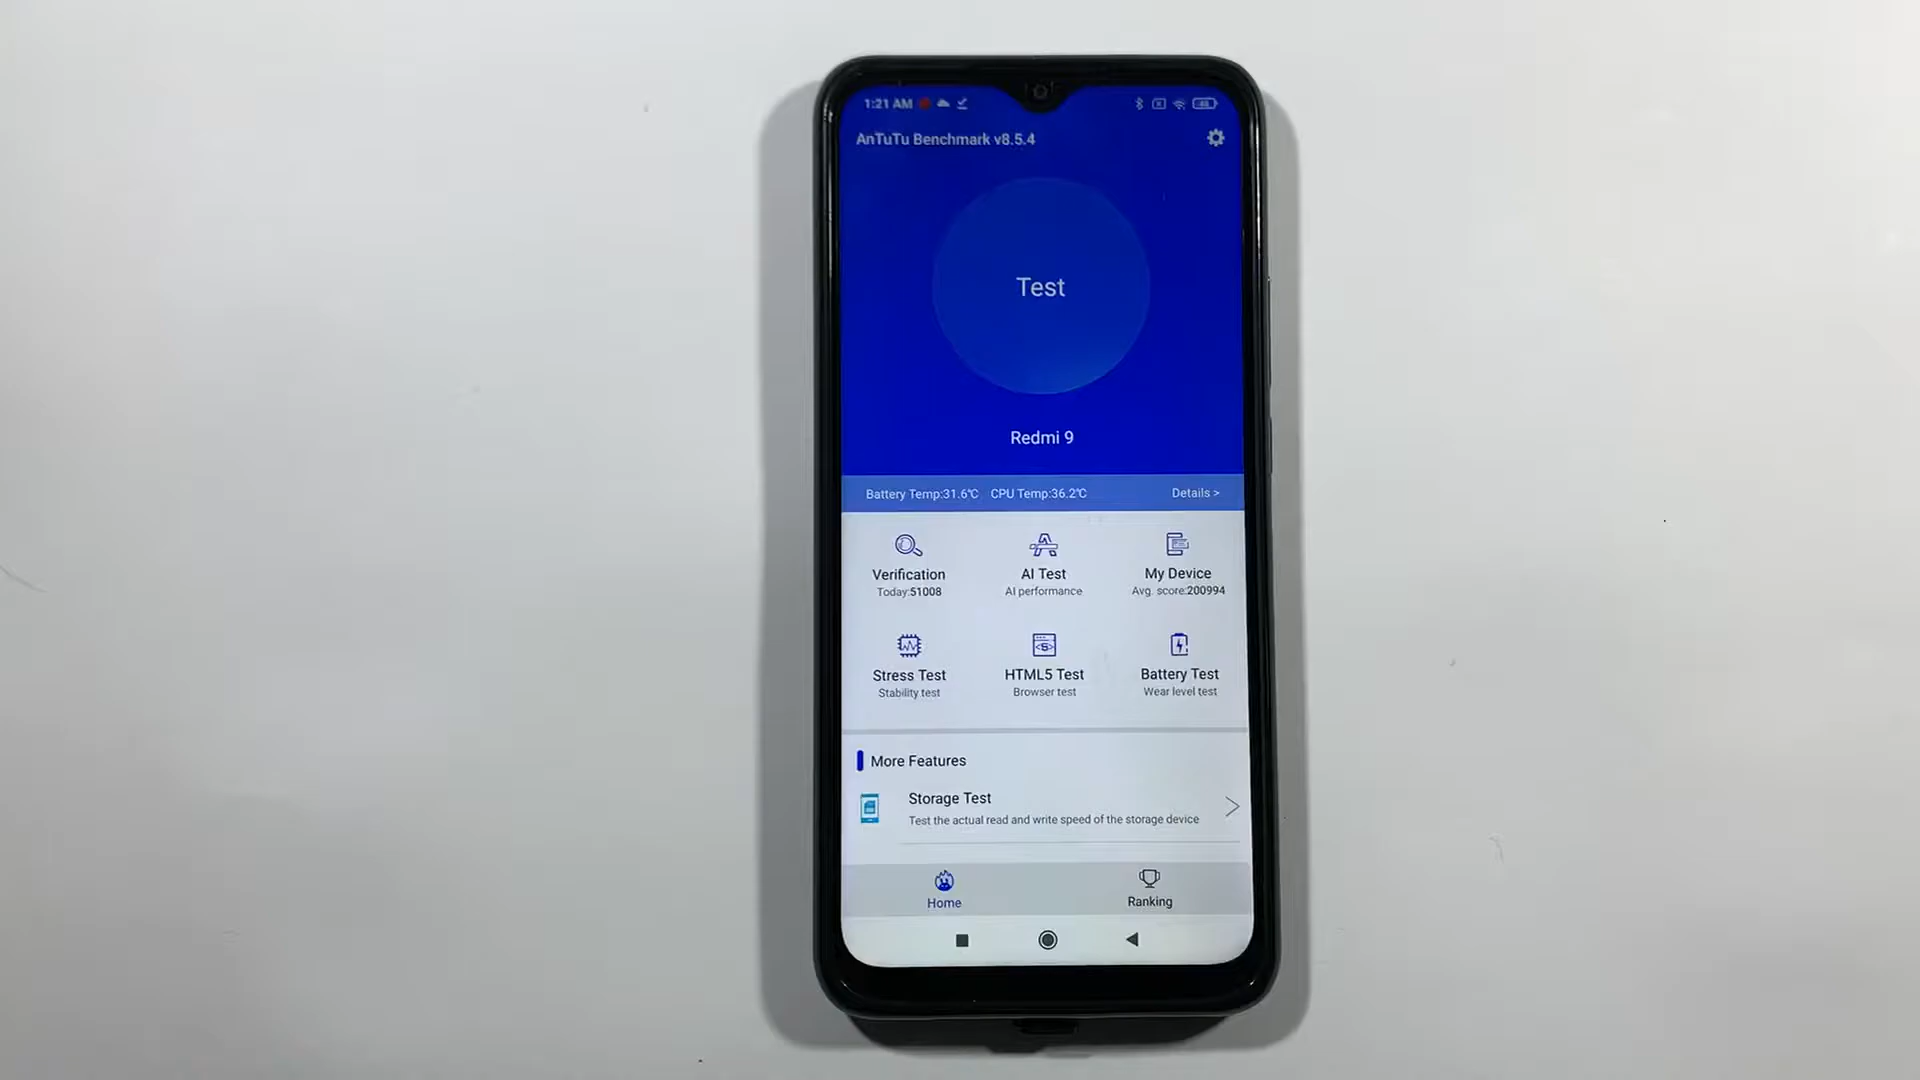 1:21 AM
AnTuTu Benchmark v8.5.4
Test
Redmi 9
Battery Temp:31.6℃ CPU Temp:36.2℃ Details >
Verification AI Test My Device
Today:51008 AI performance Avg. score:200994
Stress Test HTML5 Test Battery Test
Stability test Browser test Wear level test
More Features
Storage Test
Test the actual read and write speed of the storage device
Home Ranking